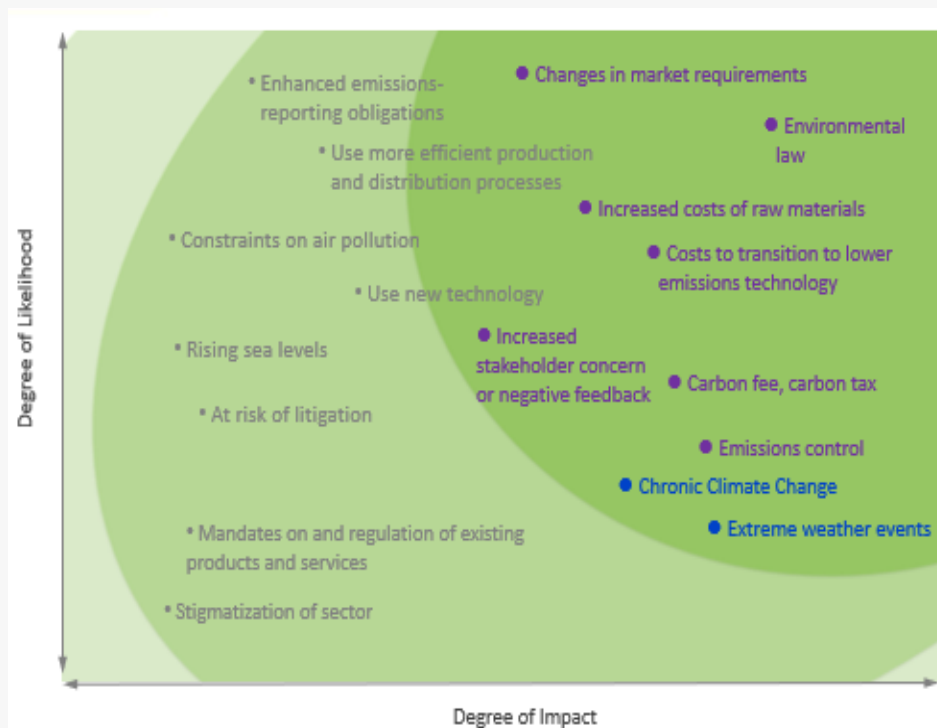 • Changes in market requirements
• Enhanced emissions-
reporting obligations
• Environmental
law
• Use more efficient production
and distribution processes
• Increased costs of raw materials
• Constraints on air pollution
• Costs to transition to lower
emissions technology
• Use new technology
• Increased
stakeholder concern
or negative feedback
• Rising sea levels
• Carbon fee, carbon tax
• At risk of litigation
• Emissions control
• Chronic Climate Change
• Extreme weather events
• Mandates on and regulation of existing
products and services
• Stigmatization of sector
Degree of Likelihood
Degree of Impact